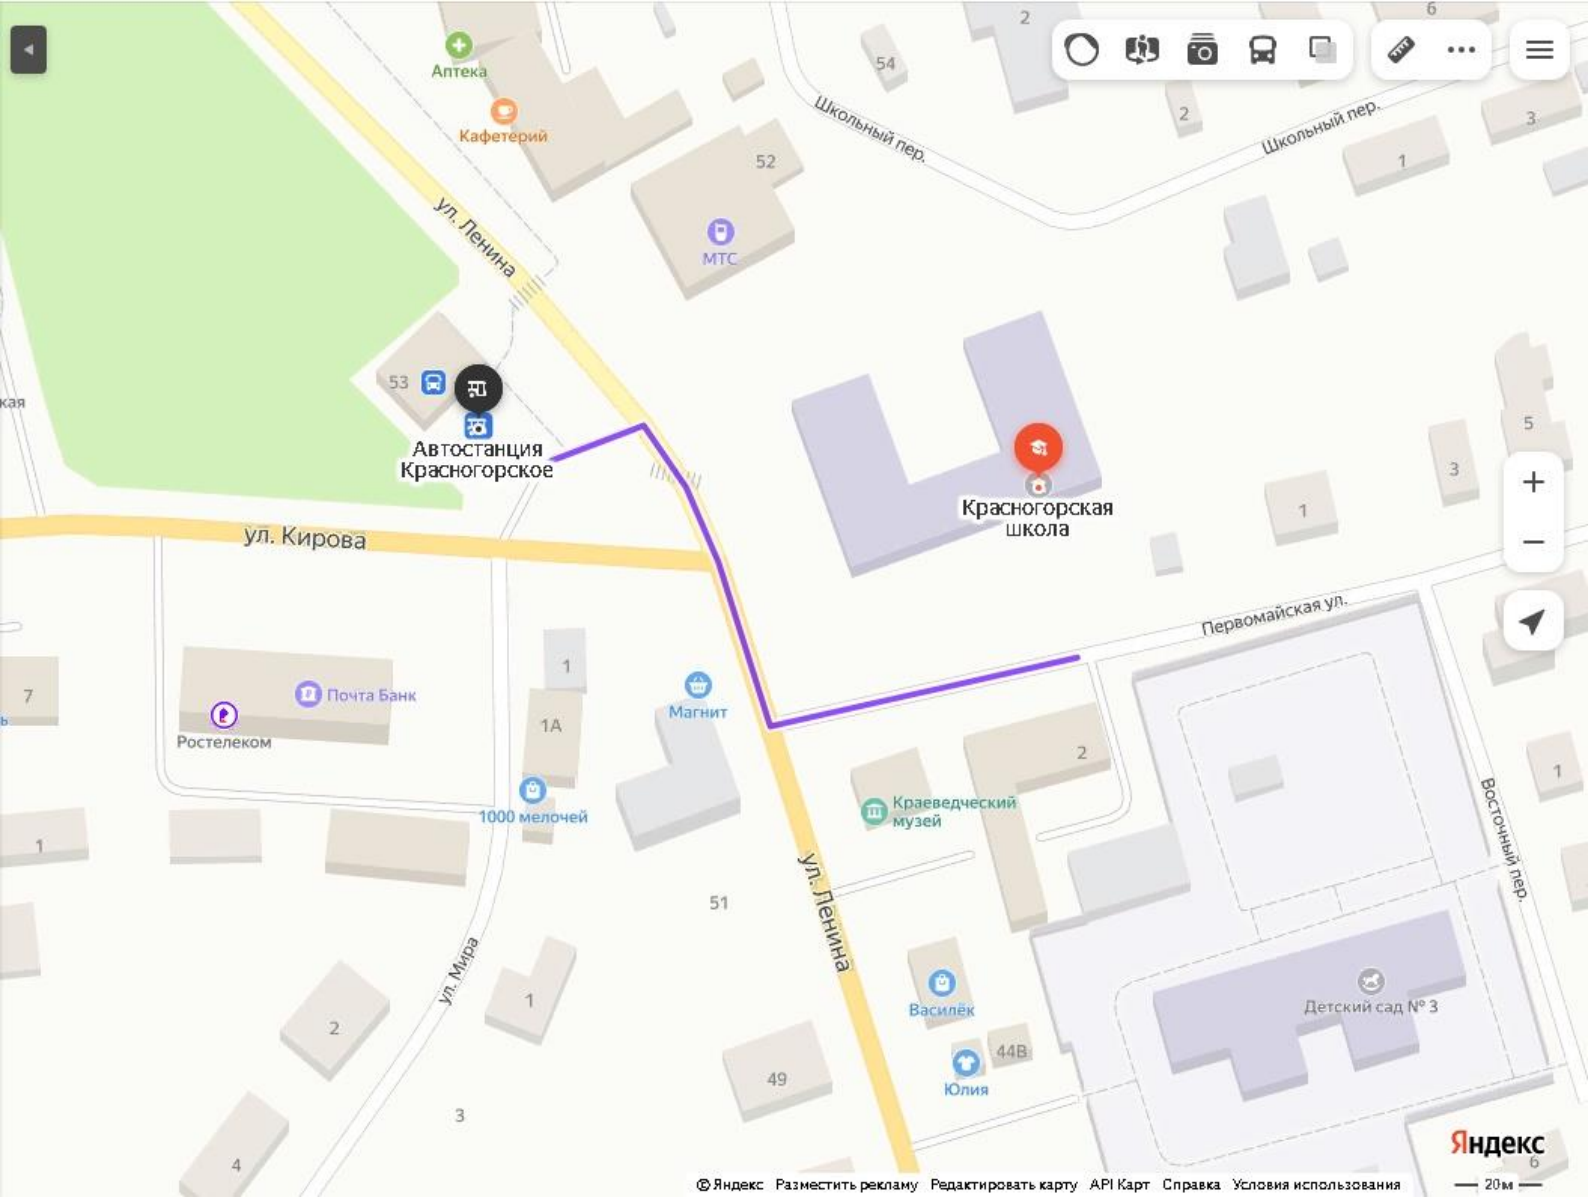 2
6
54
Аптека
Кафетерий
Школьный пер.
2
Школьный пер.
3
52
1
МТС
ул. Ленина
53
кая
5
3
Автостанция
Красногорское
Красногорская
школа
1
ул. Кирова
Первомайская ул.
1
7
Почта Банк
Магнит
1А
Ростелеком
2
ь
1
1000 мелочей
Краеведческий
музей
Восточный пер.
1
ул. Ленина
51
ул. Мира
Василёк
Детский сад № 3
1
2
44В
49
Юлия
3
4
Яндекс
6
© Яндекс Разместить рекламу Редактировать карту API Карт Справка Условия использования
20 м